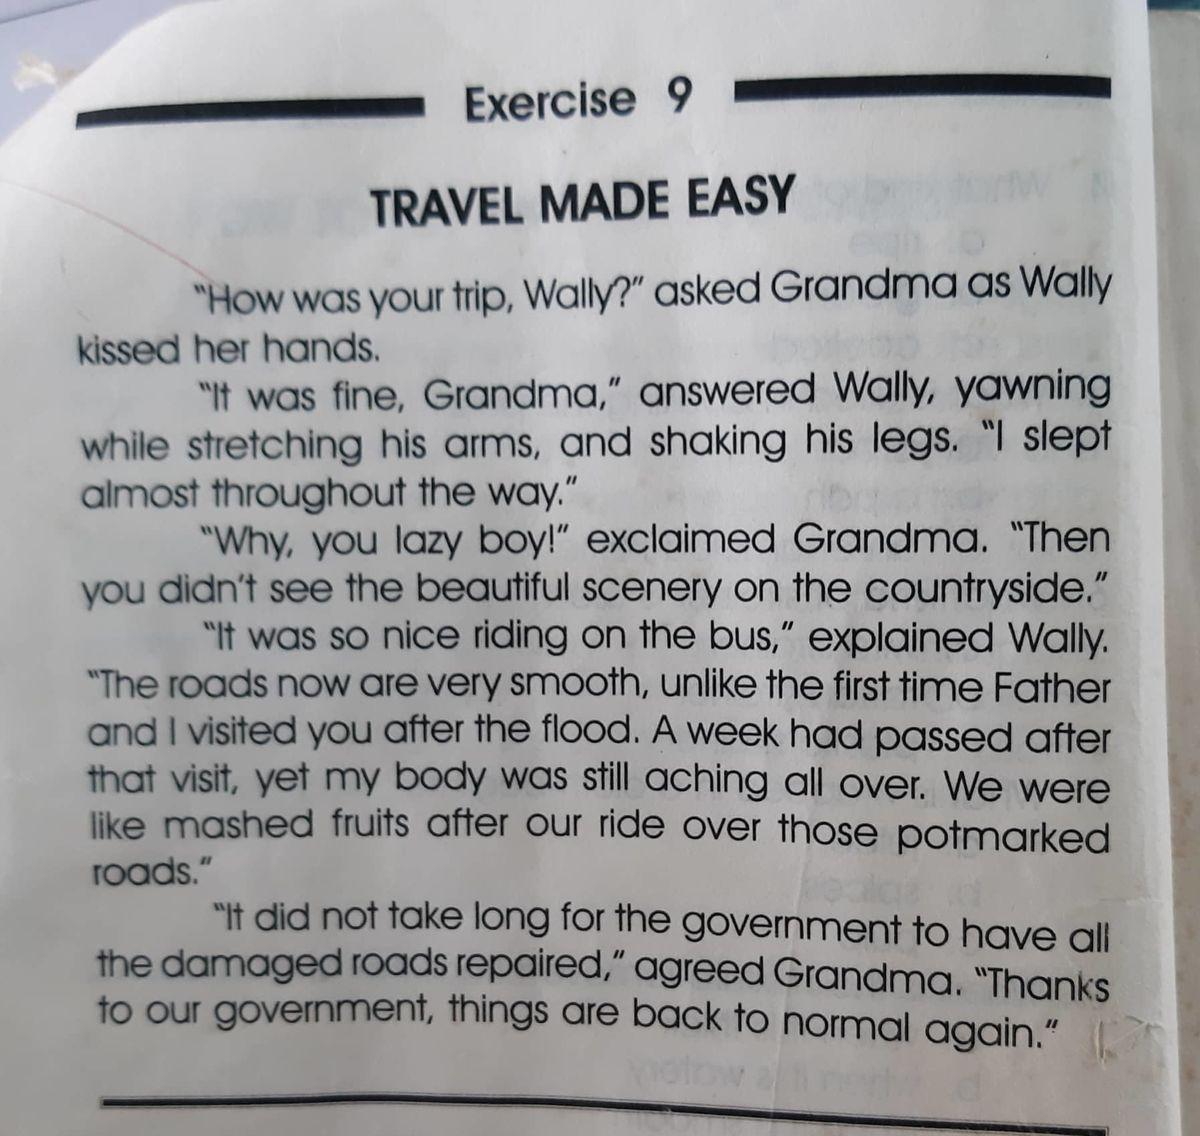 Exercise 9
TRAVEL MADE EASY
"How was your trip, Wally?" asked Grandma as Wally
kissed her hands.
"It was fine, Grandma," answered Wally, yawning
while stretching his arms, and shaking his legs. "I slept
almost throughout the way."
"Why, you lazy boy!" exclaimed Grandma. "Then
you didn't see the beautiful scenery on the countryside."
"It was so nice riding on the bus," explained Wally.
"The roads now are very smooth, unlike the first time Father
and I visited you after the flood. A week had passed after
that visit, yet my body was still aching all over. We were
like mashed fruits after our ride over those potmarked
roads."
"It did not take long for the government to have all
the damaged roads repaired," agreed Grandma. "Thanks
to our government, things are back to normal again."